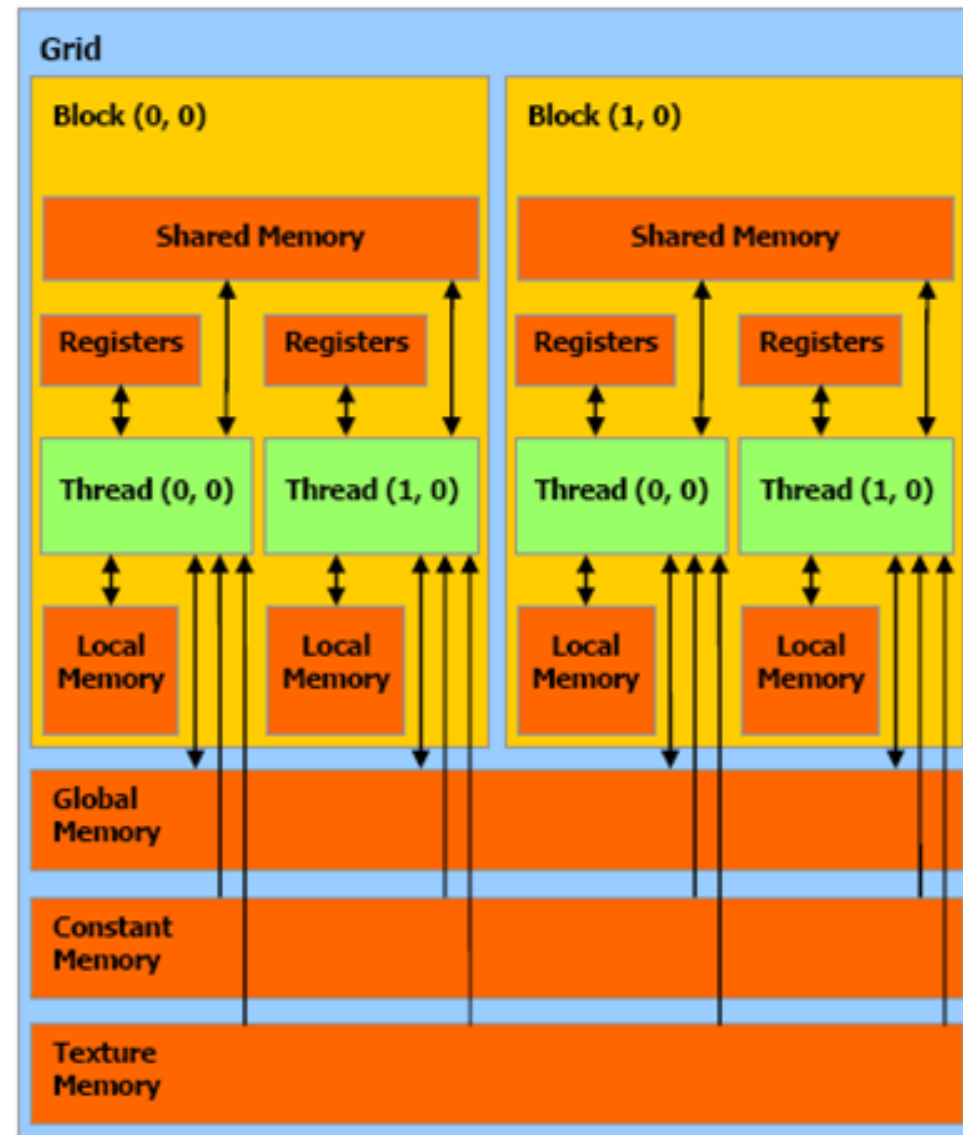 Grid
Block (0, 0)
Block (1, 0)
Shared Memory
Shared Memory
Registers
Registers
Registers
Registers
Thread (0, 0)
Thread (1, 0)
Thread (0, 0)
Thread (1, 0)
Local
Memory
Local
Memory
Local
Memory
Local
Memory
Global
Memory
Constant
Memory
Texture
Memory